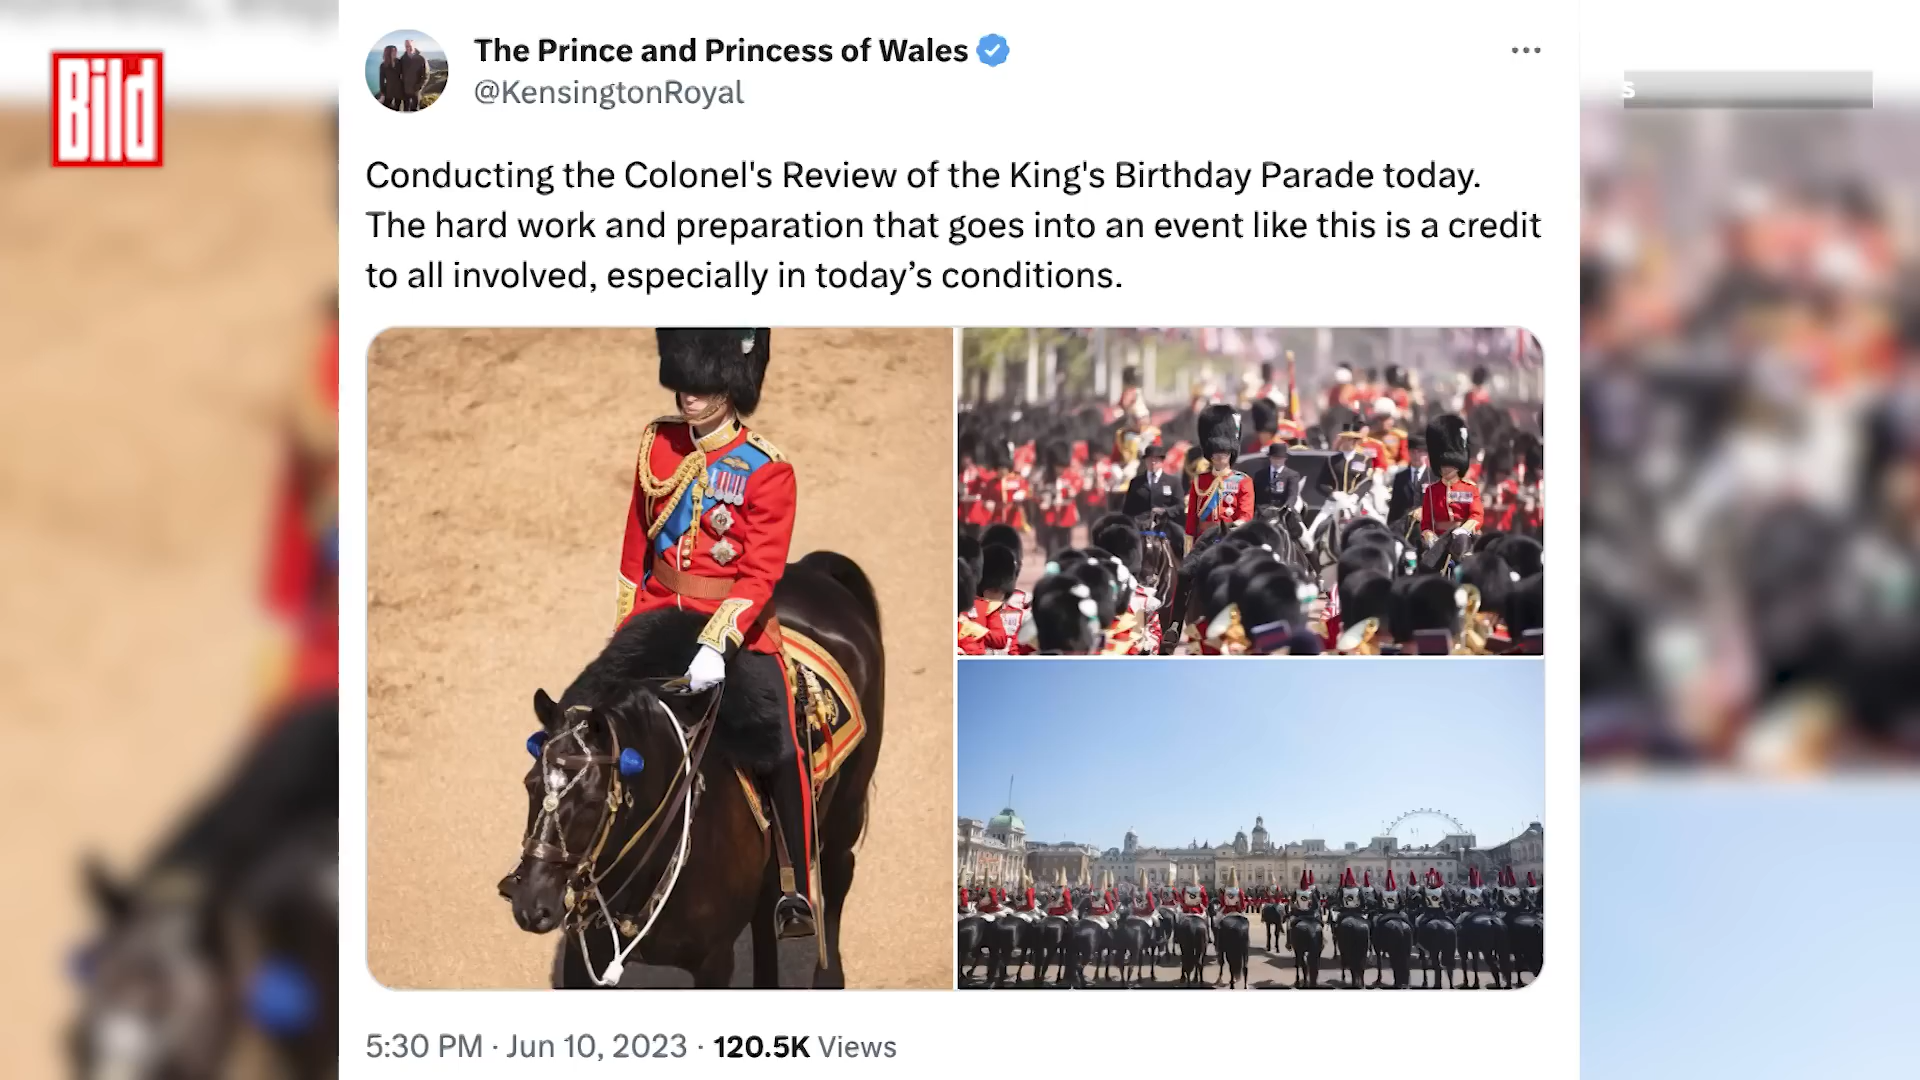 Bild
The Prince and Princess of Wales
@KensingtonRoyal
Conducting the Colonel's Review of the King's Birthday Parade today.
The hard work and preparation that goes into an event like this is a credit
to all involved, especially in today’s conditions.
5:30 PM · Jun 10, 2023 · 120.5K Views